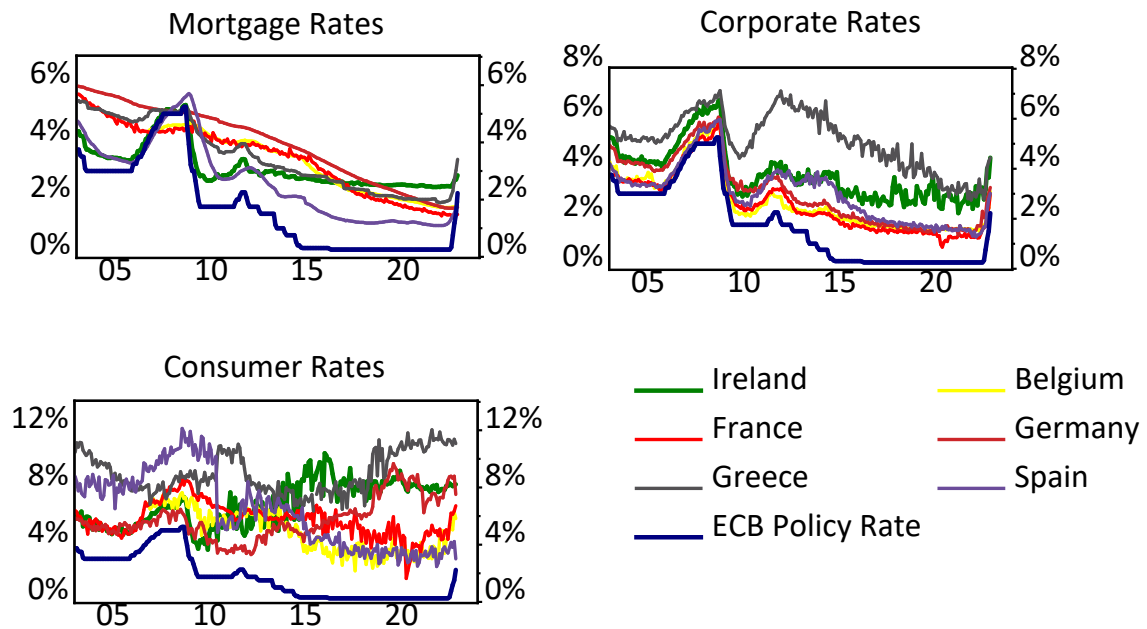 Mortgage Rates
6%
4%
2%
0%
6%
4%
2%
0%
05 10 15 20
Corporate Rates
8%
6%
4%
2%
0%
8%
6%
4%
2%
0%
05 10 15 20
Consumer Rates
12%
8%
4%
0%
12%
8%
4%
0%
05 10 15 20
Ireland
Belgium
France
Germany
Greece
Spain
ECB Policy Rate